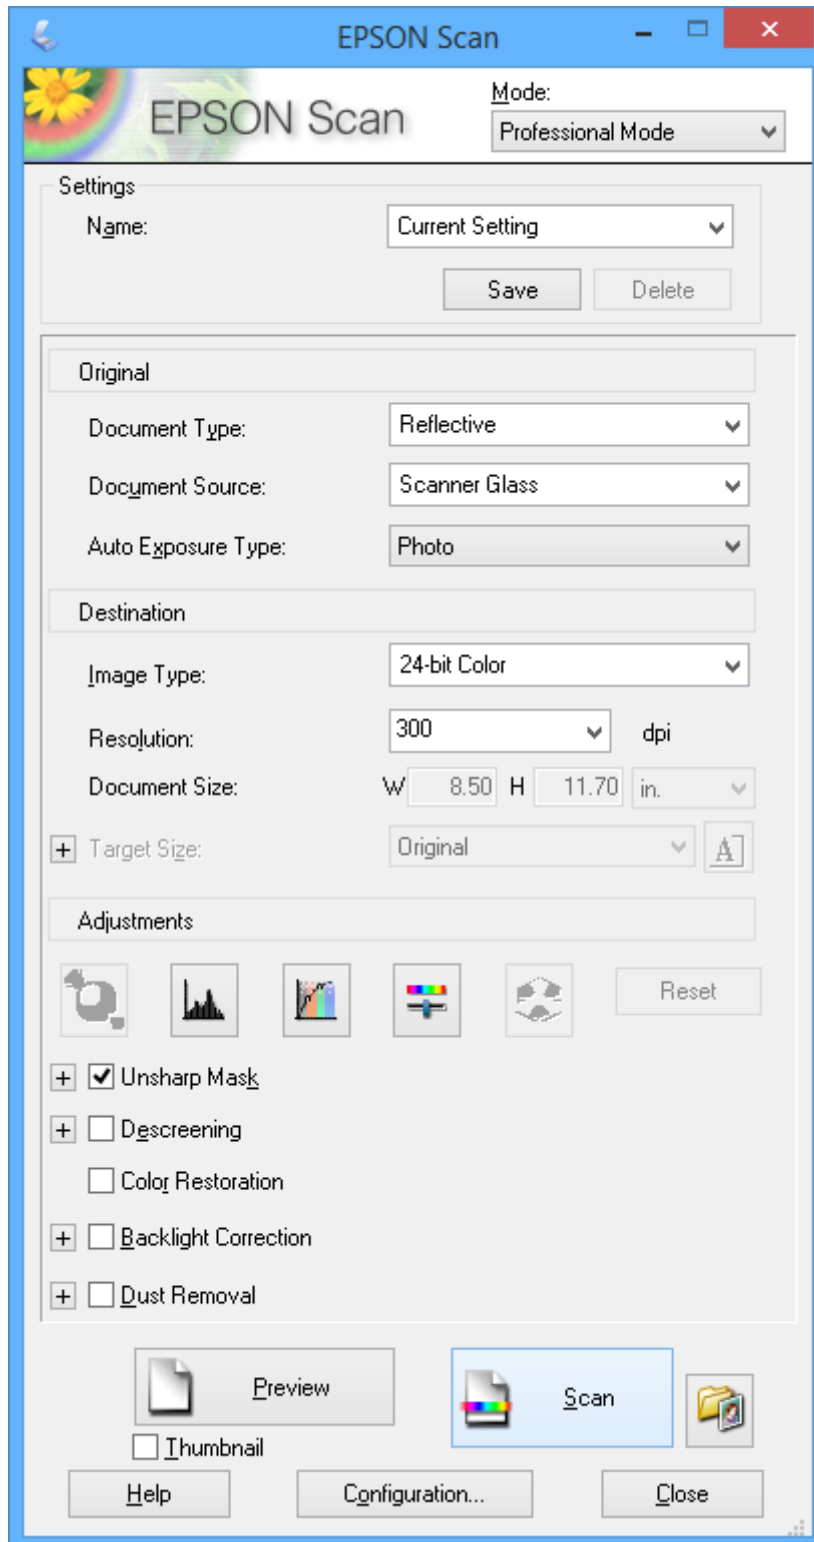 EPSON Scan
EPSON Scan
Mode:
Professional Mode
Settings
Name:
Current Setting
Save
Delete
Original
Document Type:
Reflective
Document Source:
Scanner Glass
Auto Exposure Type:
Photo
Destination
Image Type:
24-bit Color
Resolution:
300
dpi
Document Size:
W 8.50 H 11.70 in.
Target Size:
Original
A
Adjustments
Reset
Unsharp Mask
Descreening
Color Restoration
Backlight Correction
Dust Removal
Preview
Scan
Thumbnail
Help
Configuration...
Close